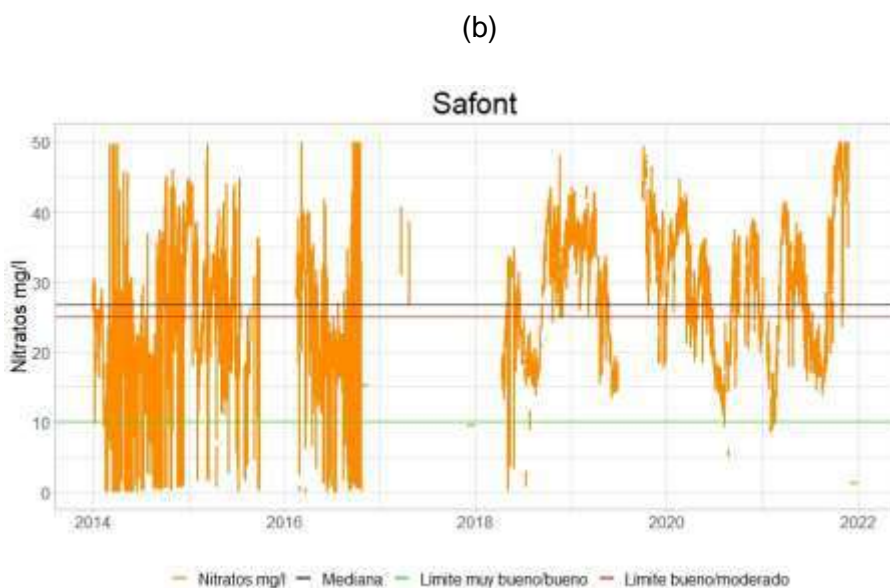 (b)
Safont
Nitratos mg/l
50
40
30
20
10
0
2014 2016 2018 2020 2022
Nitratos mg/l Mediana Límite muy bueno/bueno Límite bueno/moderado